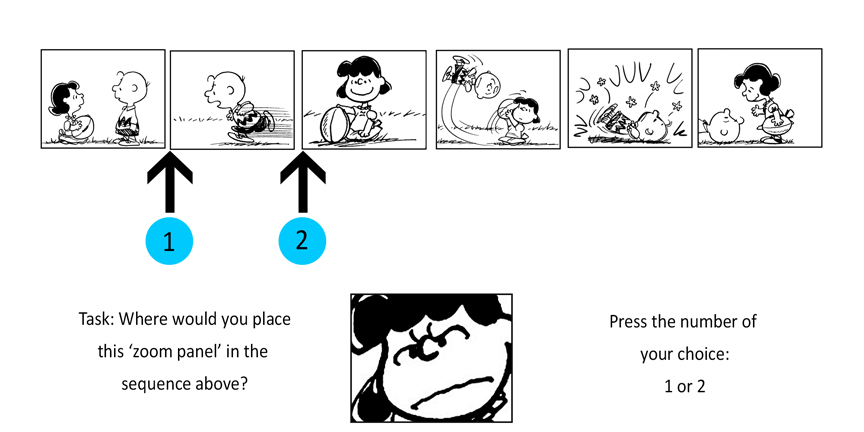 1
2
Task: Where would you place
this ‘zoom panel’ in the
sequence above?
Press the number of
your choice:
1 or 2